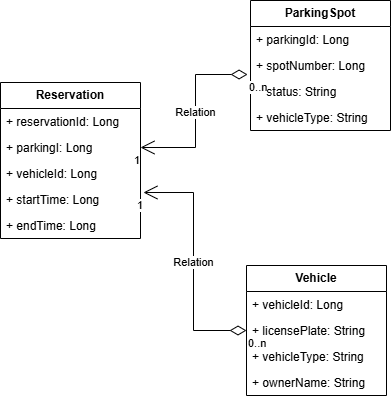 ParkingSpot
+ parkingId: Long
+ spotNumber: Long
0..n
status: String
+ vehicleType: String
Relation
Reservation
+ reservationId: Long
+ parkingI: Long
1
+ vehicleId: Long
+ startTime: Long
1
+ endTime: Long
Relation
Vehicle
+ vehicleId: Long
+ licensePlate: String
0..n
+ vehicleType: String
+ ownerName: String